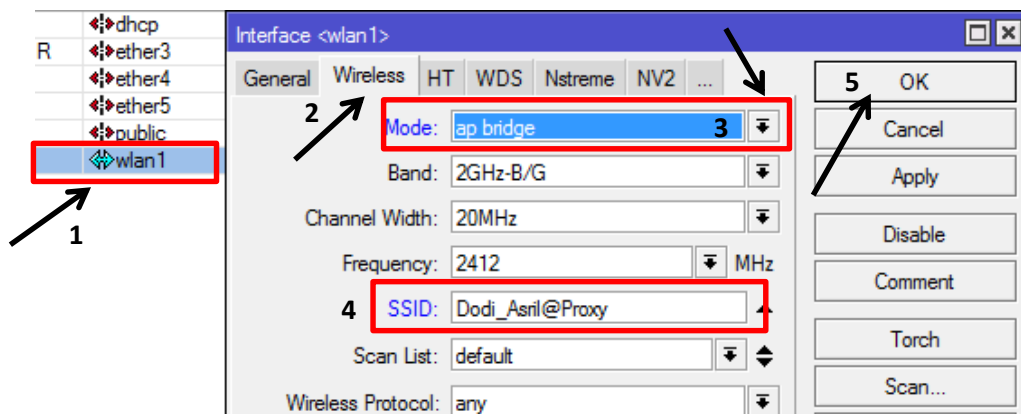 dhcp
R ether3
ether4
ether5
public
wlan1
1
Interface <wlan1>
General Wireless HT WDS Nstreme NV2 ...
2
Mode: ap bridge 3
Band: 2GHz-B/G
Channel Width: 20MHz
Frequency: 2412 MHz
4 SSID: Dodi_Asril@Proxy
Scan List: default
Wireless Protocol: any
5 OK
Cancel
Apply
Disable
Comment
Torch
Scan...